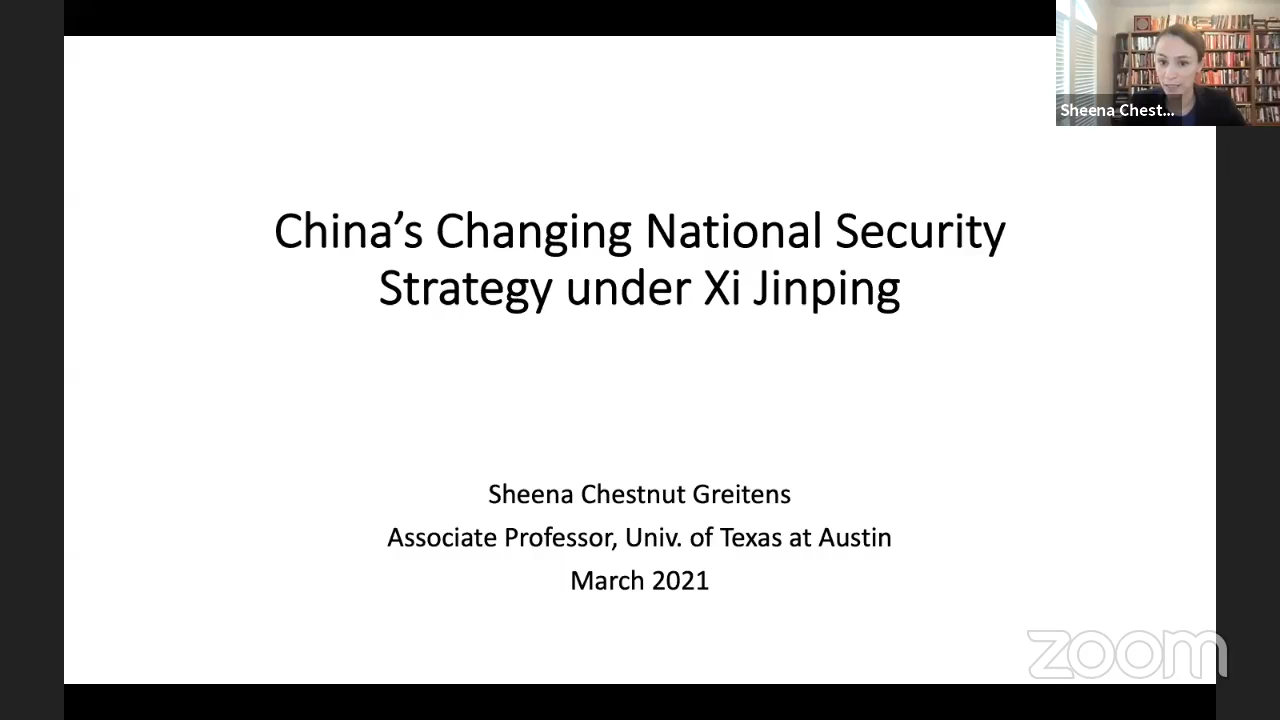 Sheena Chest...
China’s Changing National Security
Strategy under Xi Jinping
Sheena Chestnut Greitens
Associate Professor, Univ. of Texas at Austin
March 2021
zoom